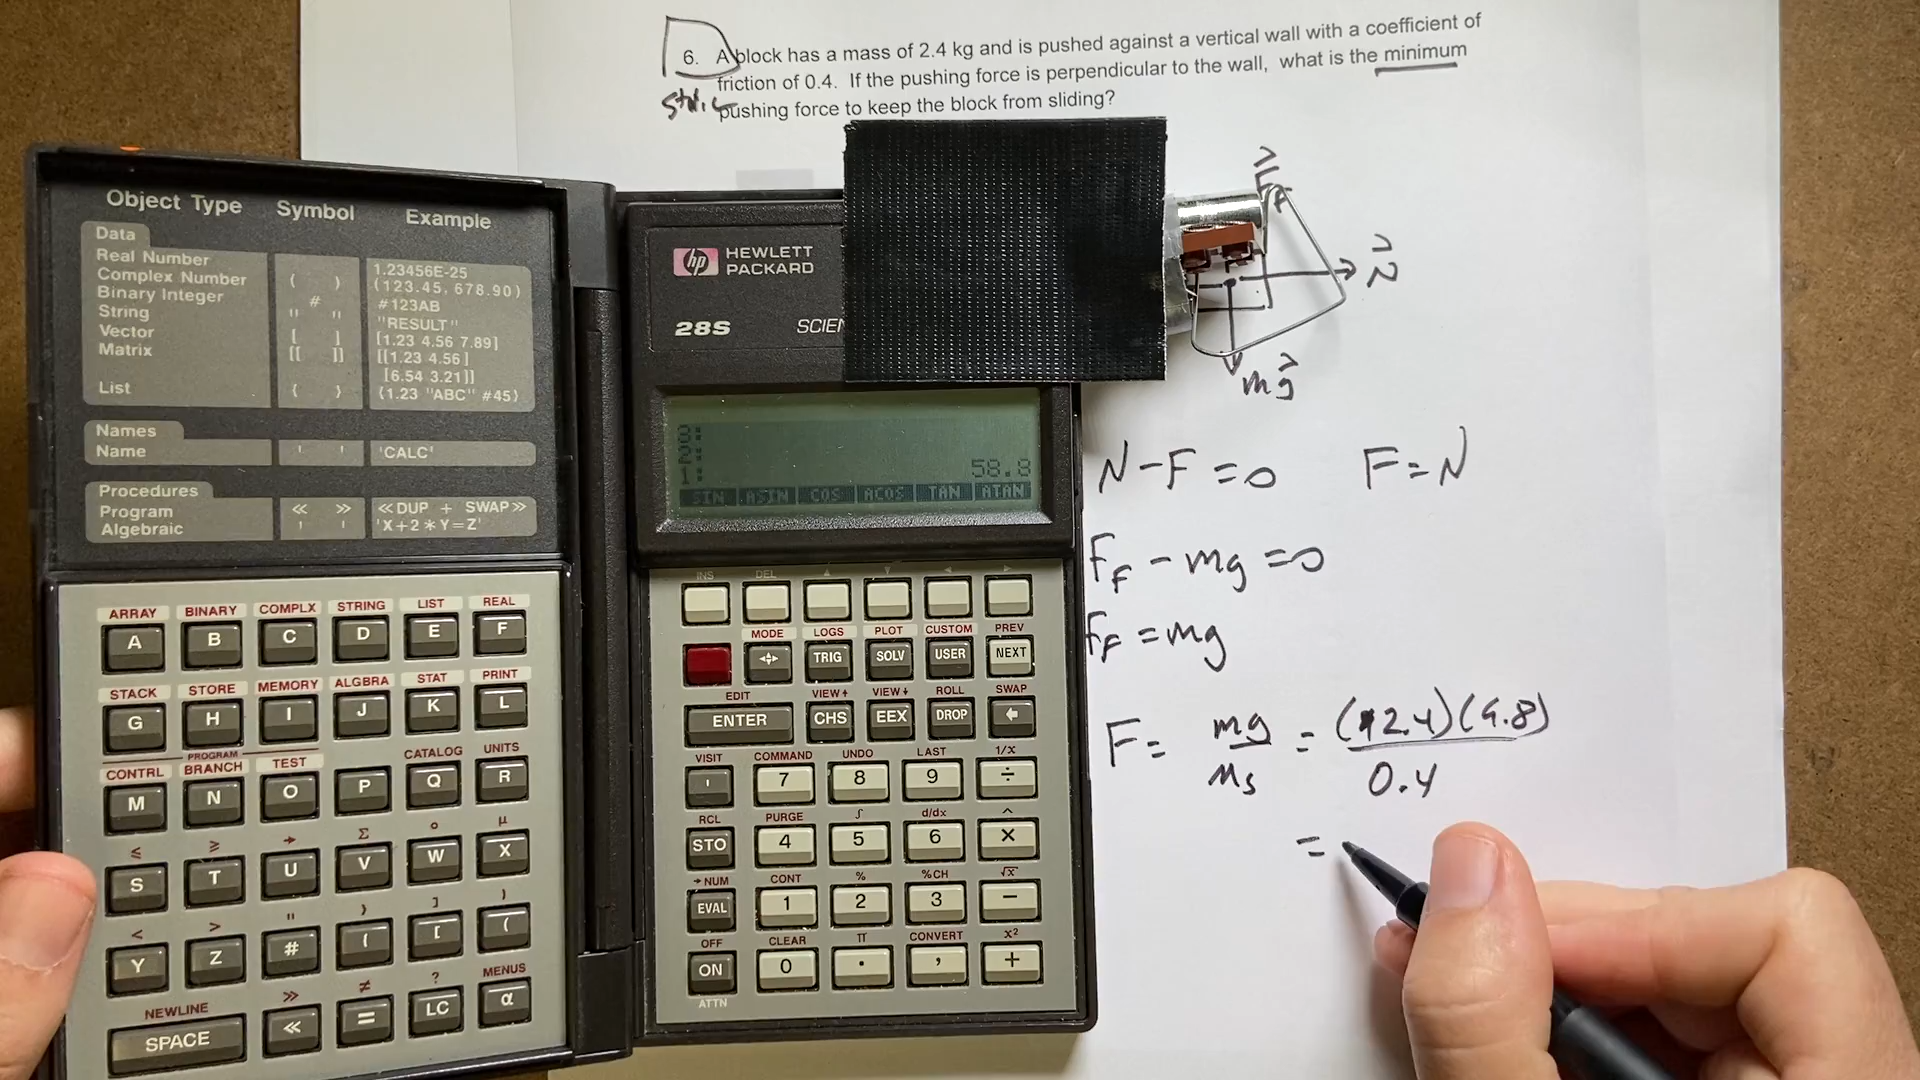 6. A block has a mass of 2.4 kg and is pushed against a vertical wall with a coefficient of
friction of 0.4. If the pushing force is perpendicular to the wall, what is the minimum
pushing force to keep the block from sliding?
N
mg
N - F = 0 F = N
F_F - mg = 0
F_F = mg
F = mg/μs = (2.4)(9.8)/0.4
=
Object Type Symbol Example
Data
Real Number 1.23456E-25
Complex Number ( ) (123.45, 678.90)
Binary Integer # #123AB
String " " "RESULT"
Vector [ ] [1.23 4.56 7.89]
Matrix [[ ]] [[1.23 4.56]
[6.54 3.21]]
List { } {1.23 "ABC" #45}
Names
Name ' ' 'CALC'
Procedures
Program « » «DUP + SWAP»
Algebraic ' ' 'X+2*Y=Z'
hp HEWLETT
PACKARD
28S SCIEN
3:
2:
1: 58.8
SIN ASIN COS ACOS TAN ATAN
ARRAY BINARY COMPLX STRING LIST REAL
A B C D E F
STACK STORE MEMORY ALGBRA STAT PRINT
G H I J K L
PROGRAM
CONTRL BRANCH TEST CATALOG UNITS
M N O P Q R
≤ ≥ → Σ ° μ
S T U V W X
< > " } ] )
Y Z # { [ (
NEWLINE » ≠ ? MENUS
SPACE « = LC α
INS DEL ▲ ▼ ◄ ►
MODE LOGS PLOT CUSTOM PREV
TRIG SOLV USER NEXT
EDIT VIEW↑ VIEW↓ ROLL SWAP
ENTER CHS EEX DROP ←
VISIT COMMAND UNDO LAST 1/x
' 7 8 9 ÷
RCL PURGE ∫ d/dx ^
STO 4 5 6 ×
→NUM CONT % %CH √x
EVAL 1 2 3 −
OFF CLEAR π CONVERT x²
ON 0 . , +
ATTN